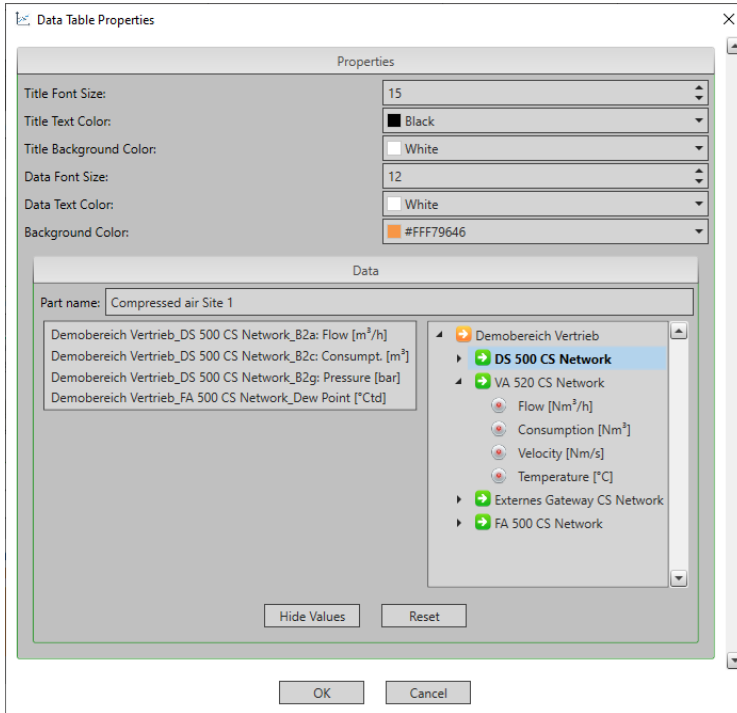 Data Table Properties
Properties
Title Font Size: 15
Title Text Color: Black
Title Background Color: White
Data Font Size: 12
Data Text Color: White
Background Color: #FFF79646
Data
Part name: Compressed air Site 1
Demobereich Vertrieb_DS 500 CS Network_B2a: Flow [m³/h]
Demobereich Vertrieb_DS 500 CS Network_B2c: Consumpt. [m³]
Demobereich Vertrieb_DS 500 CS Network_B2g: Pressure [bar]
Demobereich Vertrieb_FA 500 CS Network_Dew Point [°Ctd]
Demobereich Vertrieb
DS 500 CS Network
VA 520 CS Network
Flow [Nm³/h]
Consumption [Nm³]
Velocity [Nm/s]
Temperature [°C]
Externes Gateway CS Network
FA 500 CS Network
Hide Values Reset
OK Cancel